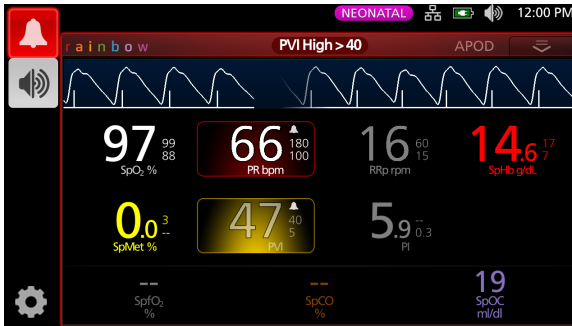 NEONATAL 12:00 PM
rainbow PVI High > 40 APOD
97 99 88 SpO₂ %
66 180 100 PR bpm
16 60 15 RRp rpm
14.6 17 7 SpHb g/dL
0.0 3 -- SpMet %
47 40 5 PVI
5.9 -- 0.3 PI
-- SpfO₂ %
-- SpCO %
19 SpOC ml/dl